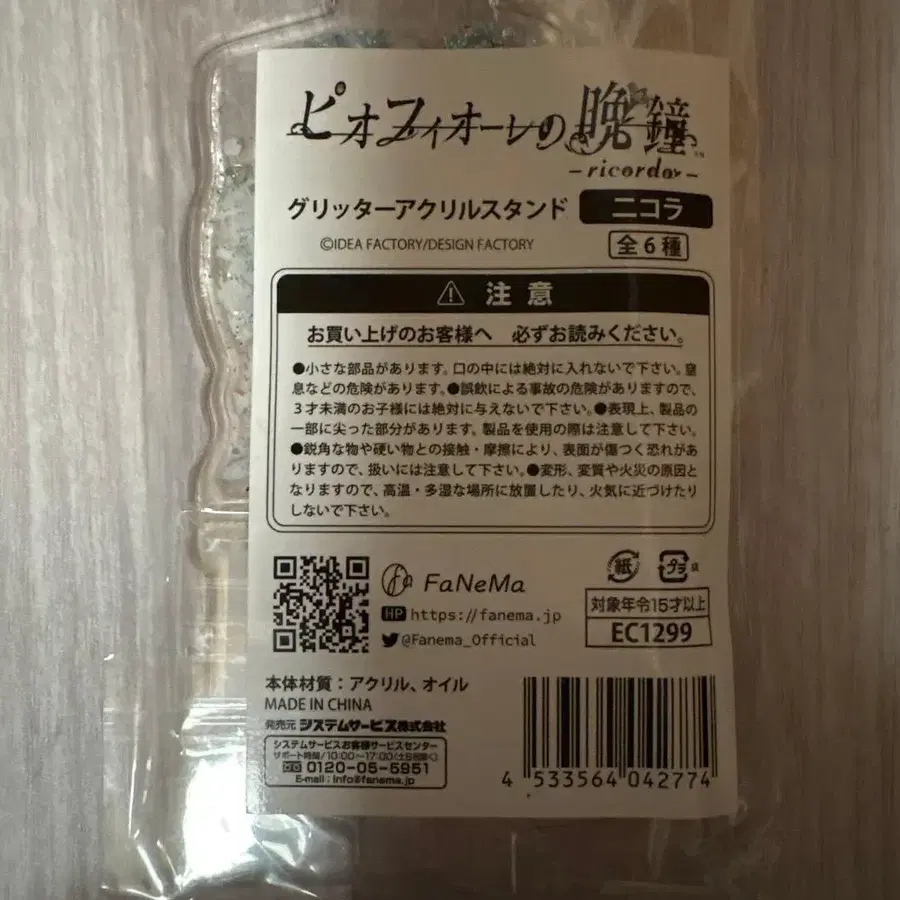 ピオフィオーレの晩鐘
-ricordo-
グリッターアクリルスタンド ニコラ
©IDEA FACTORY/DESIGN FACTORY 全6種
注意
お買い上げのお客様へ 必ずお読みください。
●小さな部品があります。口の中には絶対に入れないで下さい。窒
息などの危険があります。●誤飲による事故の危険がありますので、
3才未満のお子様には絶対に与えないで下さい。●表現上、製品の
一部に尖った部分があります。製品を使用の際は注意して下さい。
●鋭角な物や硬い物との接触・摩擦により、表面が傷つく恐れがあ
りますので、扱いには注意して下さい。●変形、変質や火災の原因と
なりますので、高温・多湿な場所に放置したり、火気に近づけたり
しないで下さい。
FaNeMa
HP https://fanema.jp
@Fanema_Official
紙 プラ 袋
対象年令15才以上
EC1299
本体材質：アクリル、オイル
MADE IN CHINA
発売元 システムサービス株式会社
システムサービスお客様サービスセンター
サポート時間/10:00〜17:00(土日祝除く)
0120-05-5951
E-mail：info@fanema.jp
4 533564 042774